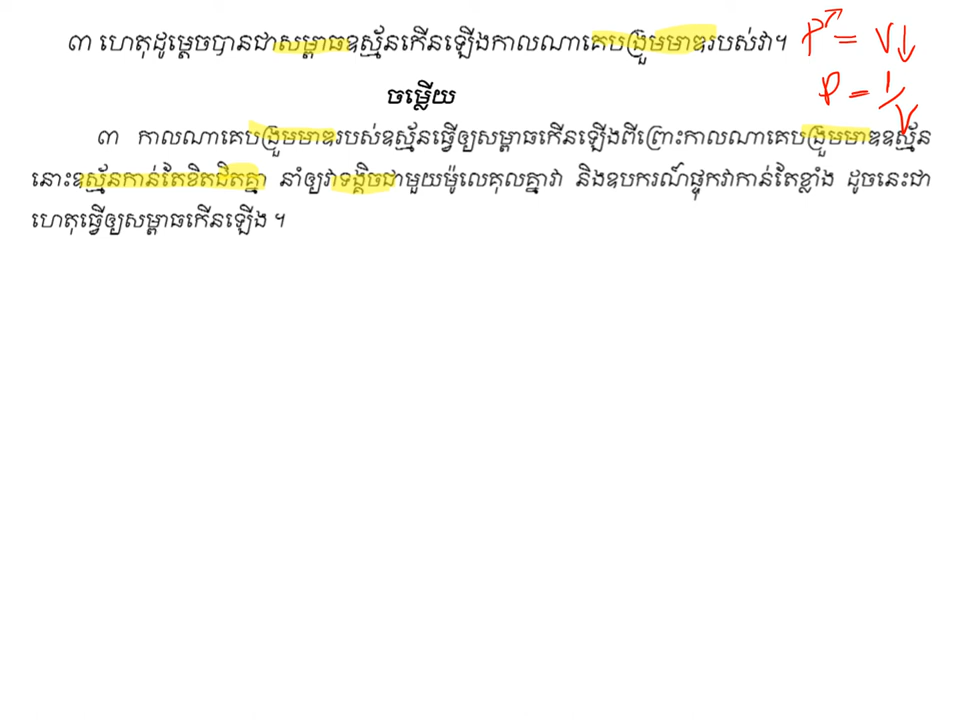 ៣ ហេតុដូម្ដេចបានជាសម្ពាធឧស្ម័នកើនឡើងកាលណាគេបង្រួមមាឌរបស់វា។ P↗ = V↓
P = 1/V
ចម្លើយ
៣ កាលណាគេបង្រួមមាឌរបស់ឧស្ម័នធ្វើឲ្យសម្ពាធកើនឡើងពីព្រោះកាលណាគេបង្រួមមាឌឧស្ម័ន
នោះឧស្ម័នកាន់តែខិតជិតគ្នា នាំឲ្យវាទង្គិចជាមួយម៉ូលេគុលគ្នាវា និងឧបករណ៍ផ្ទុកវាកាន់តែខ្លាំង ដូចនេះជា
ហេតុធ្វើឲ្យសម្ពាធកើនឡើង ។